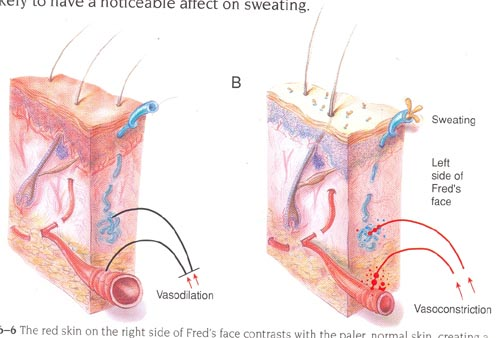 kely to have a noticeable affect on sweating.
B
Sweating
Left
side of
Fred's
face
Vasodilation
Vasoconstriction
6–6 The red skin on the right side of Fred's face contrasts with the paler, normal skin, creating a